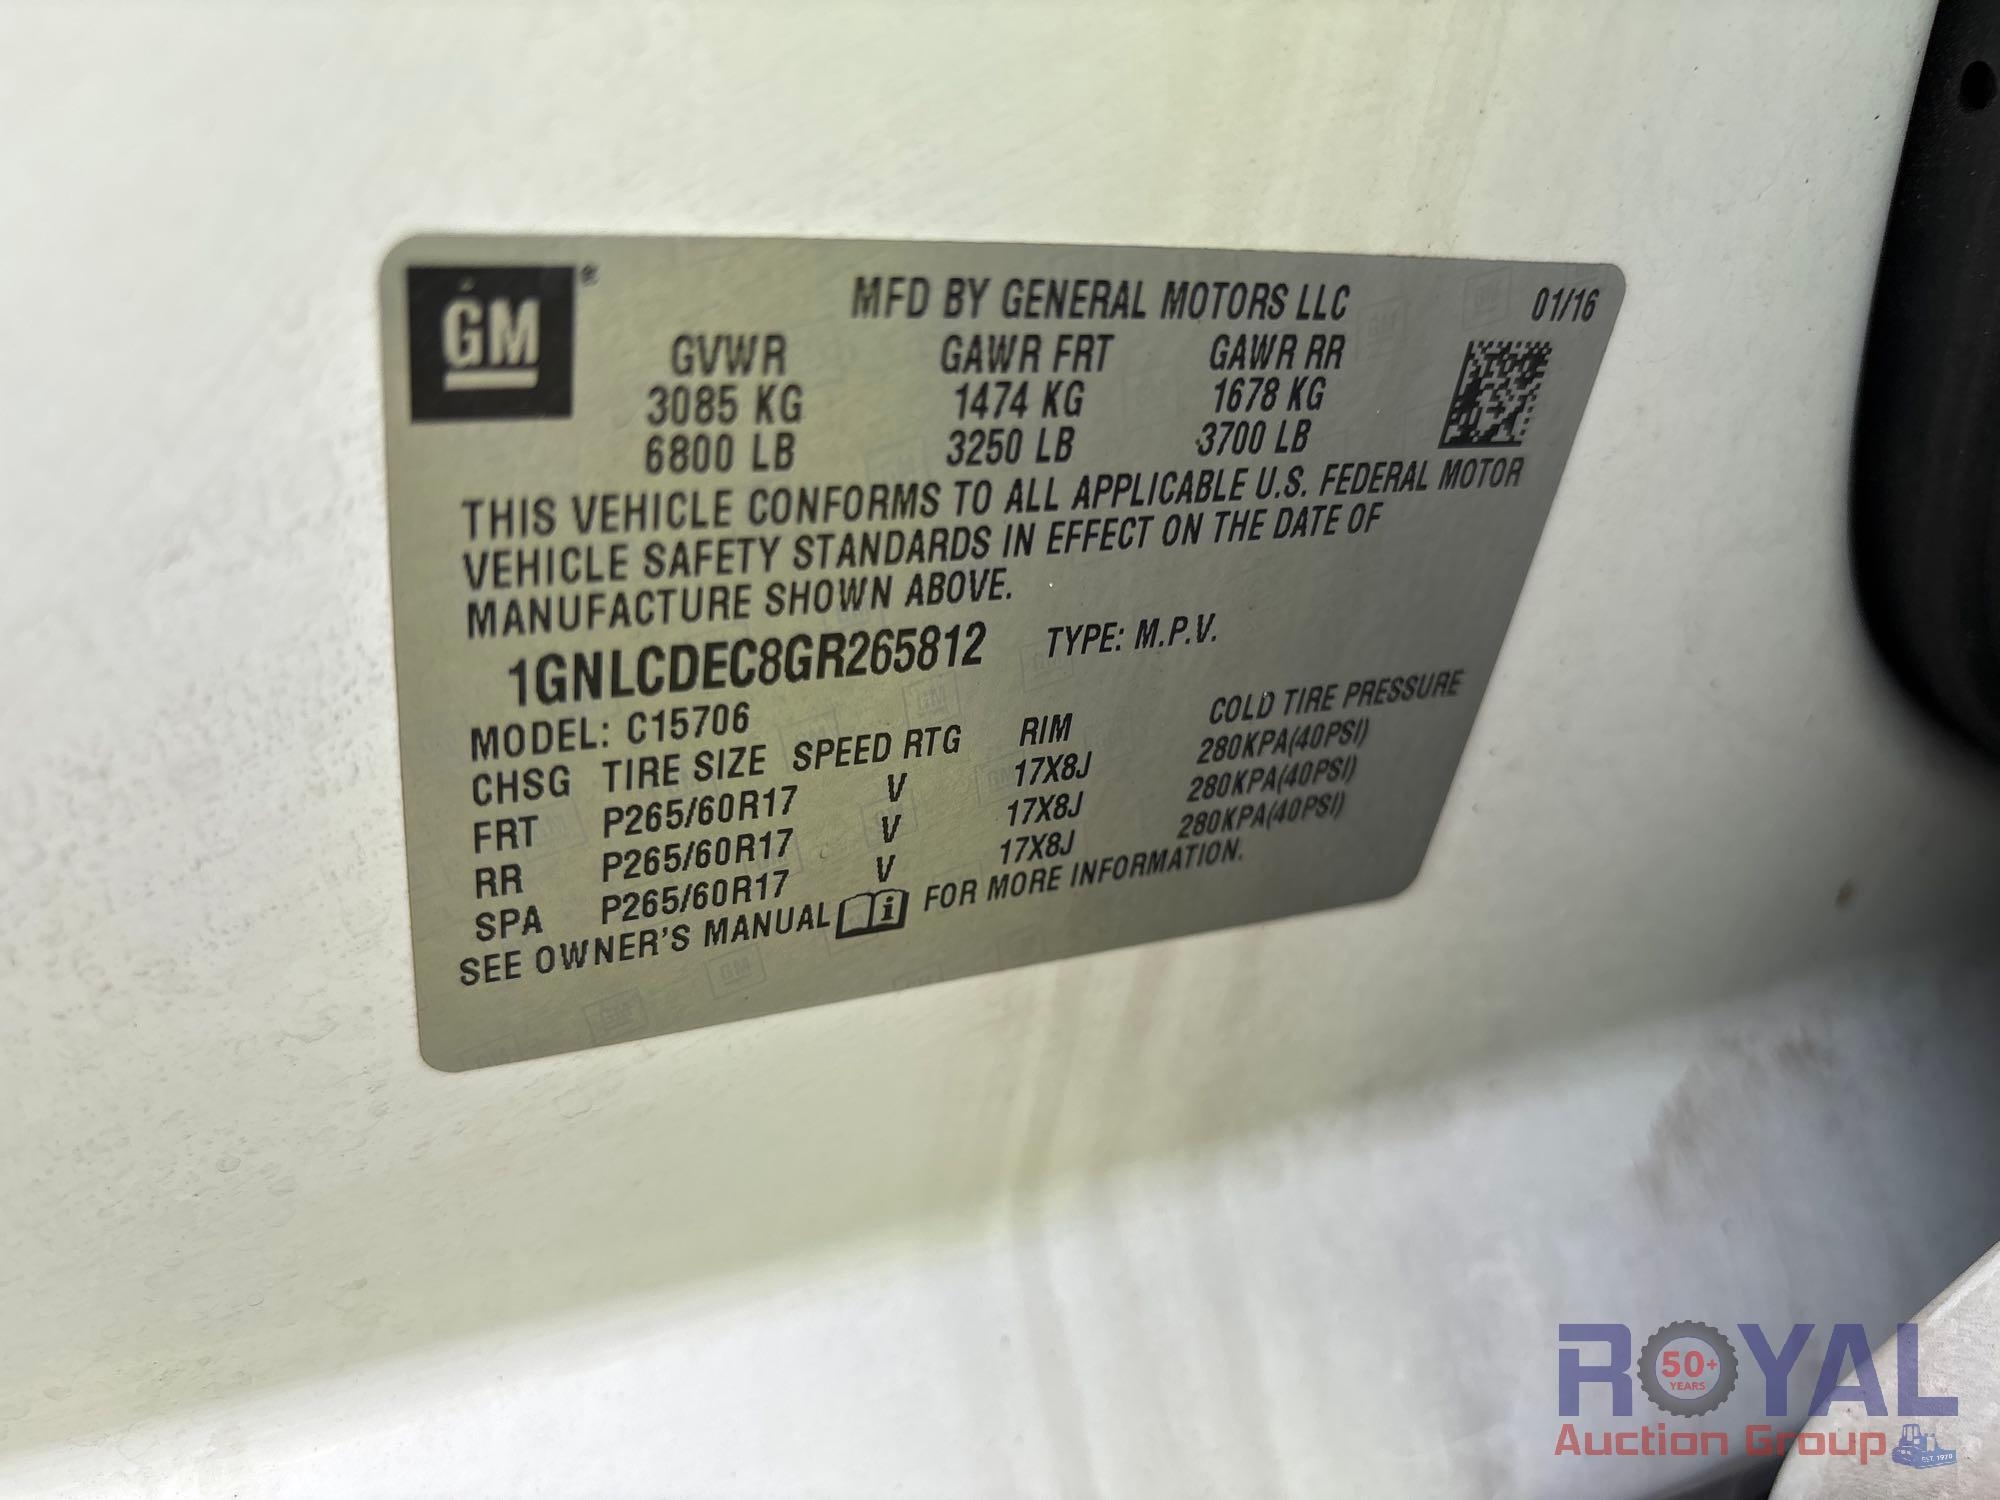 GM®
MFD BY GENERAL MOTORS LLC 01/16
GVWR GAWR FRT GAWR RR
3085 KG 1474 KG 1678 KG
6800 LB 3250 LB 3700 LB
THIS VEHICLE CONFORMS TO ALL APPLICABLE U.S. FEDERAL MOTOR
VEHICLE SAFETY STANDARDS IN EFFECT ON THE DATE OF
MANUFACTURE SHOWN ABOVE.
1GNLCDEC8GR265812 TYPE: M.P.V.
MODEL: C15706
CHSG TIRE SIZE SPEED RTG RIM COLD TIRE PRESSURE
FRT P265/60R17 V 17X8J 280KPA(40PSI)
RR P265/60R17 V 17X8J 280KPA(40PSI)
SPA P265/60R17 V 17X8J 280KPA(40PSI)
SEE OWNER'S MANUAL FOR MORE INFORMATION.
ROYAL
50+
YEARS
Auction Group
EST. 1970